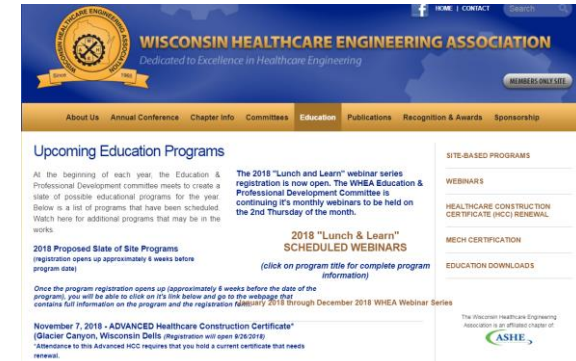 HOME | CONTACT
Search
WISCONSIN HEALTHCARE ENGINEERING ASSOCIATION
Dedicated to Excellence in Healthcare Engineering
WISCONSIN HEALTHCARE ENGINEERING ASSOCIATION
Since 1962
MEMBERS ONLY SITE
About Us Annual Conference Chapter Info Committees Education Publications Recognition & Awards Sponsorship
Upcoming Education Programs
At the beginning of each year, the Education &
Professional Development committee meets to create a
slate of possible educational programs for the year.
Below is a list of programs that have been scheduled.
Watch here for additional programs that may be in the
works.
2018 Proposed Slate of Site Programs
(registration opens up approximately 6 weeks before
program date)
Once the program registration opens up (approximately 6 weeks before the date of the
program), you will be able to click on it's link below and go to the webpage that
contains full information on the program and the registration form.
November 7, 2018 - ADVANCED Healthcare Construction Certificate*
(Glacier Canyon, Wisconsin Dells (Registration will open 9/26/2018)
*Attendance to this Advanced HCC requires that you hold a current certificate that needs
renewal.
The 2018 "Lunch and Learn" webinar series
registration is now open. The WHEA Education &
Professional Development Committee is
continuing it's monthly webinars to be held on
the 2nd Thursday of the month.
2018 "Lunch & Learn"
SCHEDULED WEBINARS
(click on program title for complete program
information)
January 2018 through December 2018 WHEA Webinar Series
SITE-BASED PROGRAMS
WEBINARS
HEALTHCARE CONSTRUCTION
CERTIFICATE (HCC) RENEWAL
MECH CERTIFICATION
EDUCATION DOWNLOADS
The Wisconsin Healthcare Engineering
Association is an affiliated chapter of
ASHE